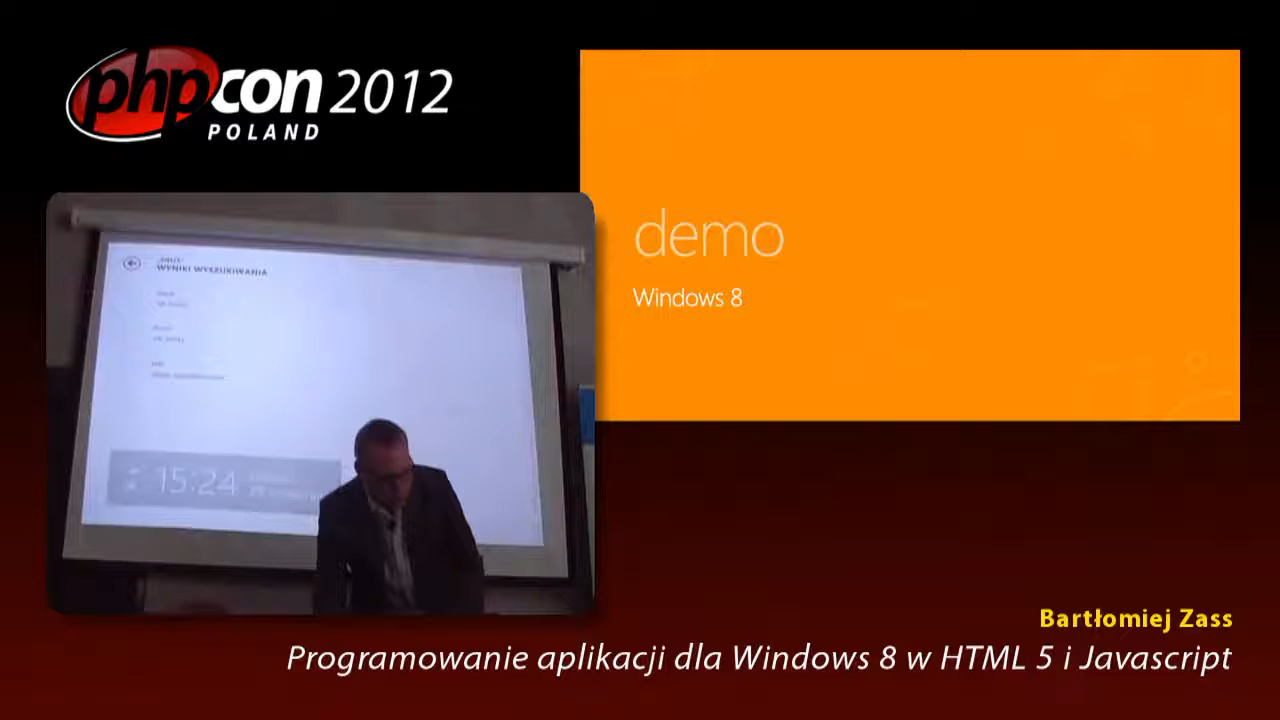 phpcon 2012
POLAND
demo
Windows 8
WYNIKI WYSZUKIWANIA
15:24
Bartłomiej Zass
Programowanie aplikacji dla Windows 8 w HTML 5 i Javascript